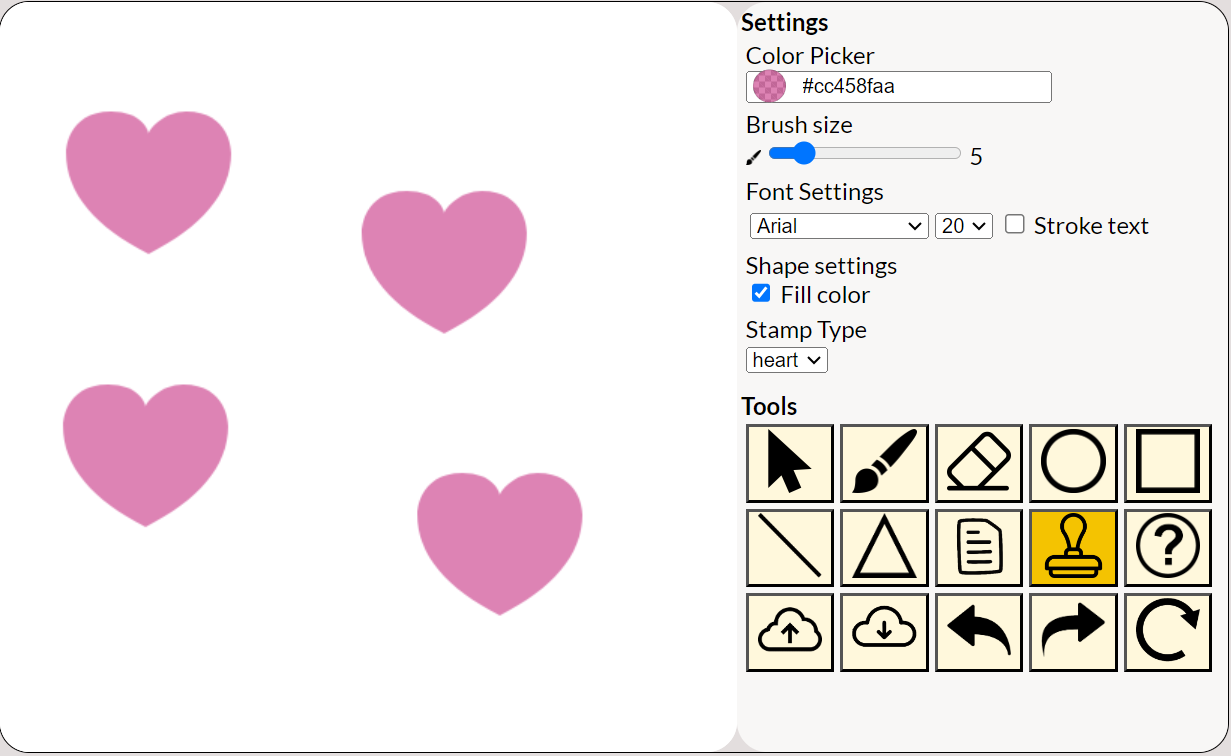 Settings
Color Picker
#cc458faa
Brush size
5
Font Settings
Arial 20 Stroke text
Shape settings
Fill color
Stamp Type
heart
Tools
?